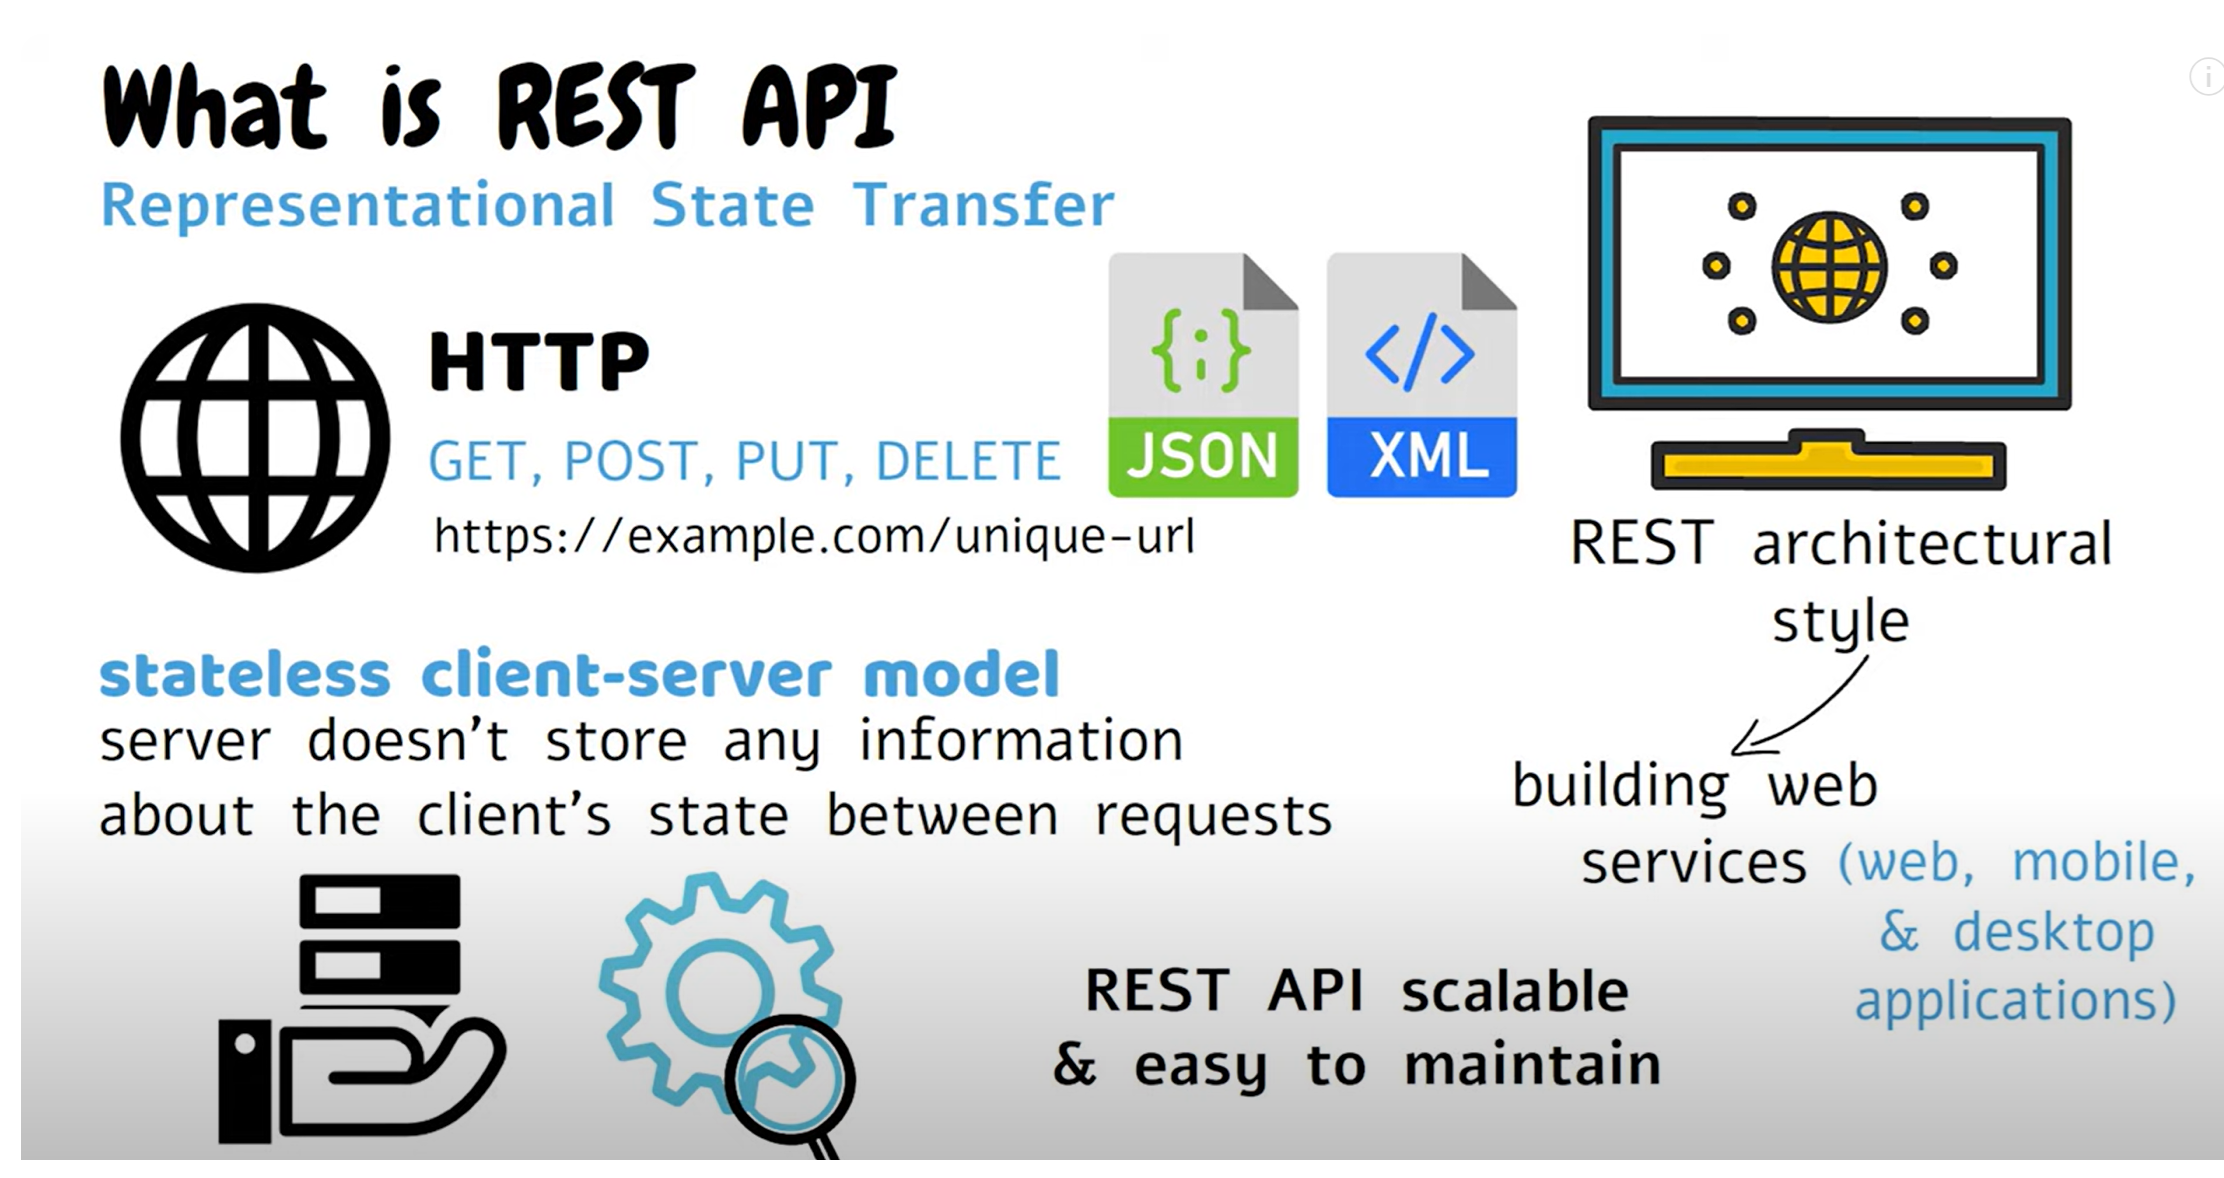 What is REST API
Representational State Transfer
HTTP
GET, POST, PUT, DELETE
https://example.com/unique-url
JSON
XML
REST architectural
style
building web
services (web, mobile,
& desktop
applications)
stateless client-server model
server doesn't store any information
about the client's state between requests
REST API scalable
& easy to maintain